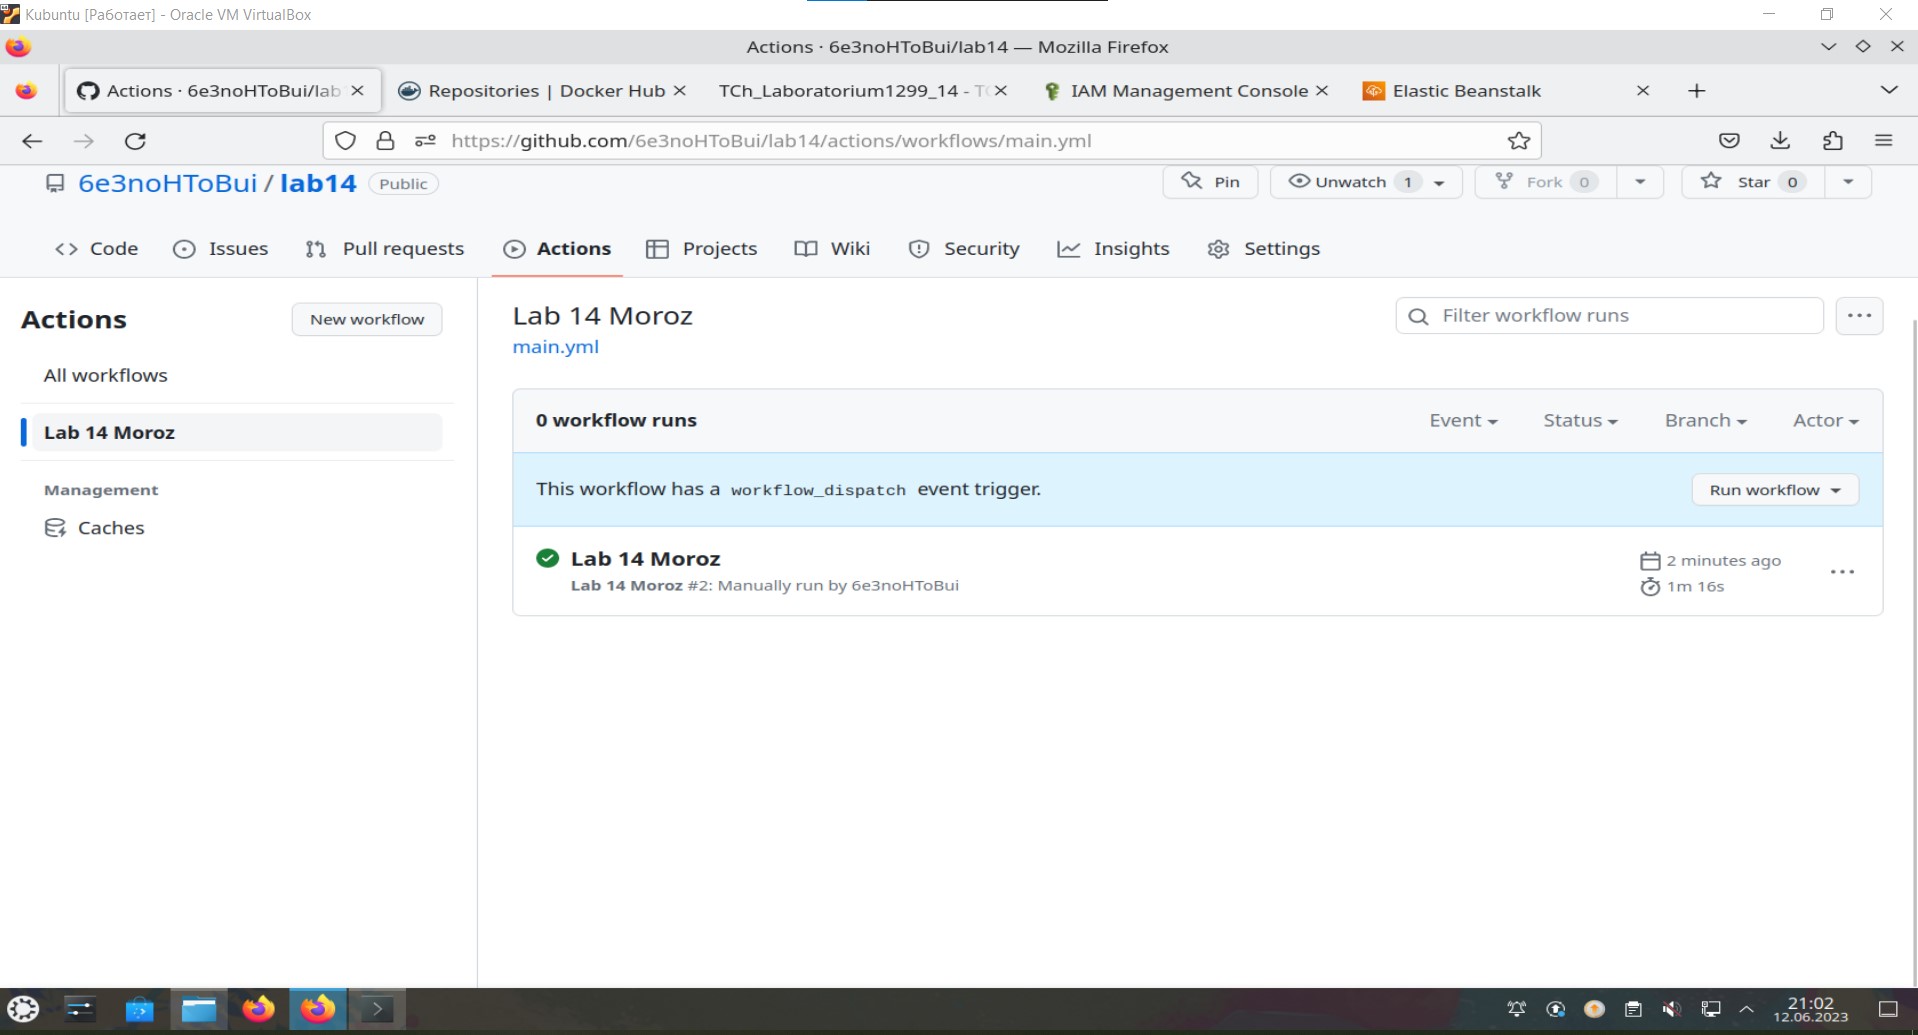 Kubuntu [Работает] - Oracle VM VirtualBox
Actions · 6e3noHToBui/lab14 — Mozilla Firefox
Actions · 6e3noHToBui/lab
Repositories | Docker Hub
TCh_Laboratorium1299_14 - T
IAM Management Console
Elastic Beanstalk
https://github.com/6e3noHToBui/lab14/actions/workflows/main.yml
6e3noHToBui / lab14 Public
Pin Unwatch 1 Fork 0 Star 0
Code Issues Pull requests Actions Projects Wiki Security Insights Settings
Actions
New workflow
All workflows
Lab 14 Moroz
Management
Caches
Lab 14 Moroz
main.yml
Filter workflow runs
0 workflow runs
Event Status Branch Actor
This workflow has a workflow_dispatch event trigger.
Run workflow
Lab 14 Moroz
Lab 14 Moroz #2: Manually run by 6e3noHToBui
2 minutes ago
1m 16s
21:02
12.06.2023